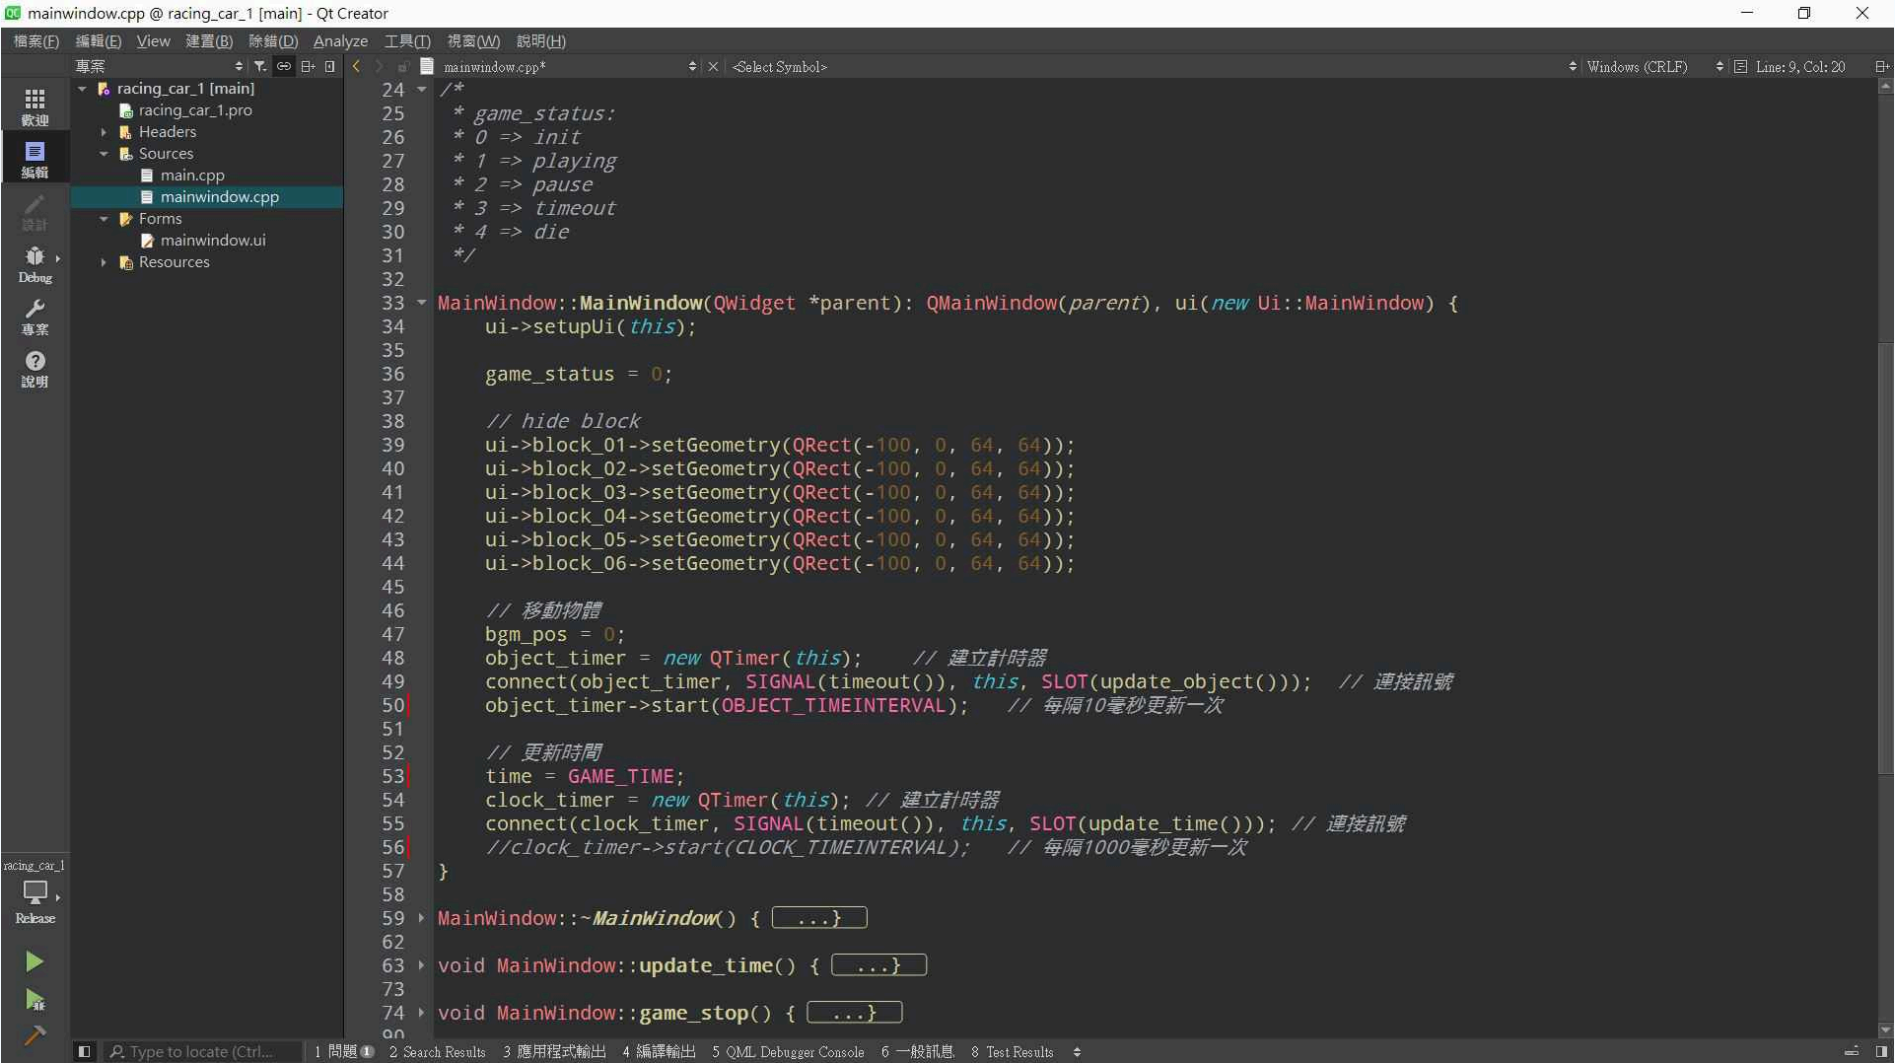 mainwindow.cpp @ racing_car_1 [main] - Qt Creator
檔案(F) 編輯(E) View 建置(B) 除錯(D) Analyze 工具(T) 視窗(W) 說明(H)
專案 mainwindow.cpp* <Select Symbol> Windows (CRLF) Line: 9, Col: 20
歡迎
編輯
設計
Debug
專案
說明
racing_car_1
Release
racing_car_1 [main]
racing_car_1.pro
Headers
Sources
main.cpp
mainwindow.cpp
Forms
mainwindow.ui
Resources
24 /*
25 * game_status:
26 * 0 => init
27 * 1 => playing
28 * 2 => pause
29 * 3 => timeout
30 * 4 => die
31 */
32
33 MainWindow::MainWindow(QWidget *parent): QMainWindow(parent), ui(new Ui::MainWindow) {
34 ui->setupUi(this);
35
36 game_status = 0;
37
38 // hide block
39 ui->block_01->setGeometry(QRect(-100, 0, 64, 64));
40 ui->block_02->setGeometry(QRect(-100, 0, 64, 64));
41 ui->block_03->setGeometry(QRect(-100, 0, 64, 64));
42 ui->block_04->setGeometry(QRect(-100, 0, 64, 64));
43 ui->block_05->setGeometry(QRect(-100, 0, 64, 64));
44 ui->block_06->setGeometry(QRect(-100, 0, 64, 64));
45
46 // 移動物體
47 bgm_pos = 0;
48 object_timer = new QTimer(this); // 建立計時器
49 connect(object_timer, SIGNAL(timeout()), this, SLOT(update_object())); // 連接訊號
50 object_timer->start(OBJECT_TIMEINTERVAL); // 每隔10毫秒更新一次
51
52 // 更新時間
53 time = GAME_TIME;
54 clock_timer = new QTimer(this); // 建立計時器
55 connect(clock_timer, SIGNAL(timeout()), this, SLOT(update_time())); // 連接訊號
56 //clock_timer->start(CLOCK_TIMEINTERVAL); // 每隔1000毫秒更新一次
57 }
58
59 MainWindow::~MainWindow() { ...}
62
63 void MainWindow::update_time() { ...}
73
74 void MainWindow::game_stop() { ...}
90
Type to locate (Ctrl... 1 問題 1 2 Search Results 3 應用程式輸出 4 編譯輸出 5 QML Debugger Console 6 一般訊息 8 Test Results